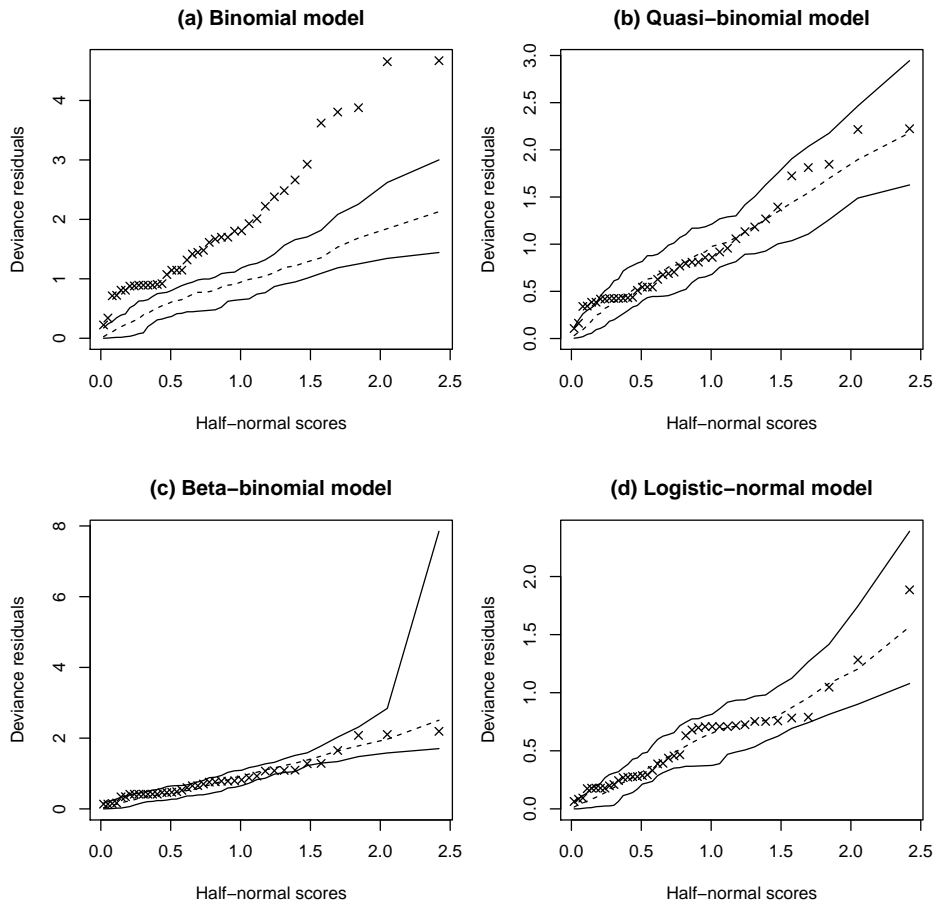 (a) Binomial model
Deviance residuals
0 1 2 3 4
0.0 0.5 1.0 1.5 2.0 2.5
Half−normal scores
(b) Quasi−binomial model
Deviance residuals
0.0 0.5 1.0 1.5 2.0 2.5 3.0
0.0 0.5 1.0 1.5 2.0 2.5
Half−normal scores
(c) Beta−binomial model
Deviance residuals
0 2 4 6 8
0.0 0.5 1.0 1.5 2.0 2.5
Half−normal scores
(d) Logistic−normal model
Deviance residuals
0.0 0.5 1.0 1.5 2.0
0.0 0.5 1.0 1.5 2.0 2.5
Half−normal scores